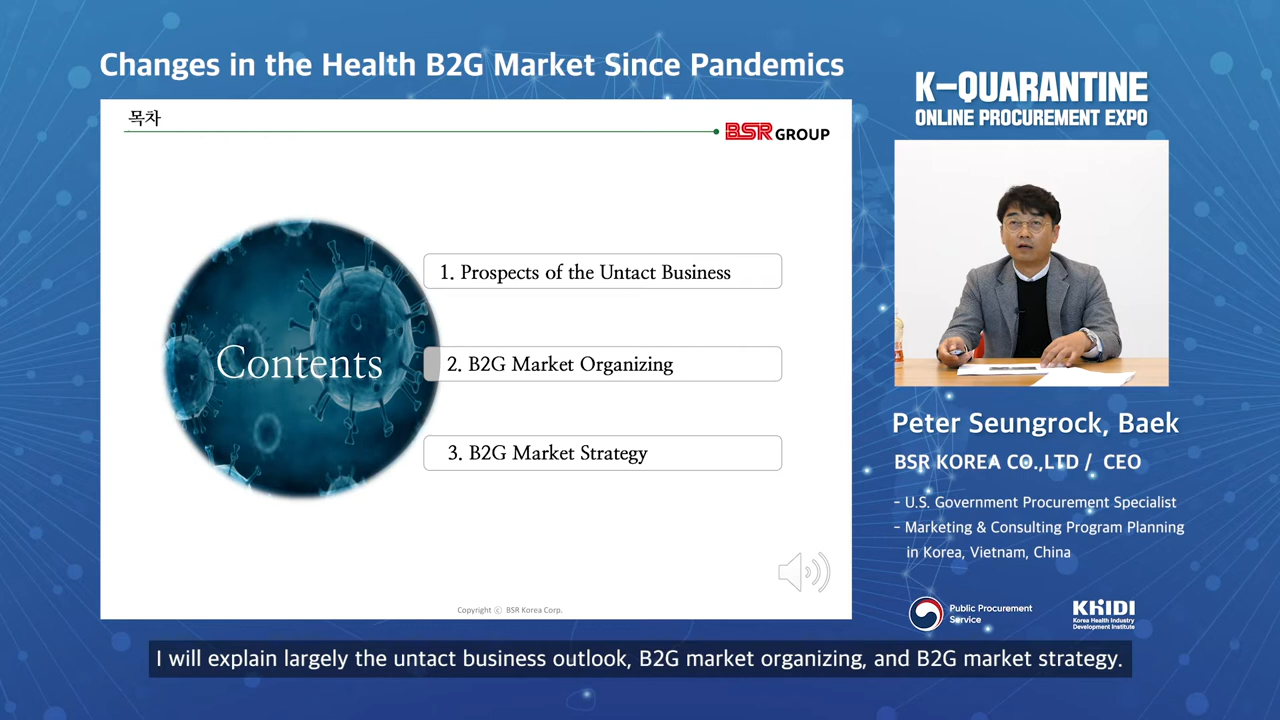 Changes in the Health B2G Market Since Pandemics
K-QUARANTINE
ONLINE PROCUREMENT EXPO
목차
BSR GROUP
Contents
1. Prospects of the Untact Business
2. B2G Market Organizing
3. B2G Market Strategy
Copyright ⓒ BSR Korea Corp.
Peter Seungrock, Baek
BSR KOREA CO.,LTD / CEO
- U.S. Government Procurement Specialist
- Marketing & Consulting Program Planning
in Korea, Vietnam, China
Public Procurement
Service
KHIDI
Korea Health Industry
Development Institute
I will explain largely the untact business outlook, B2G market organizing, and B2G market strategy.